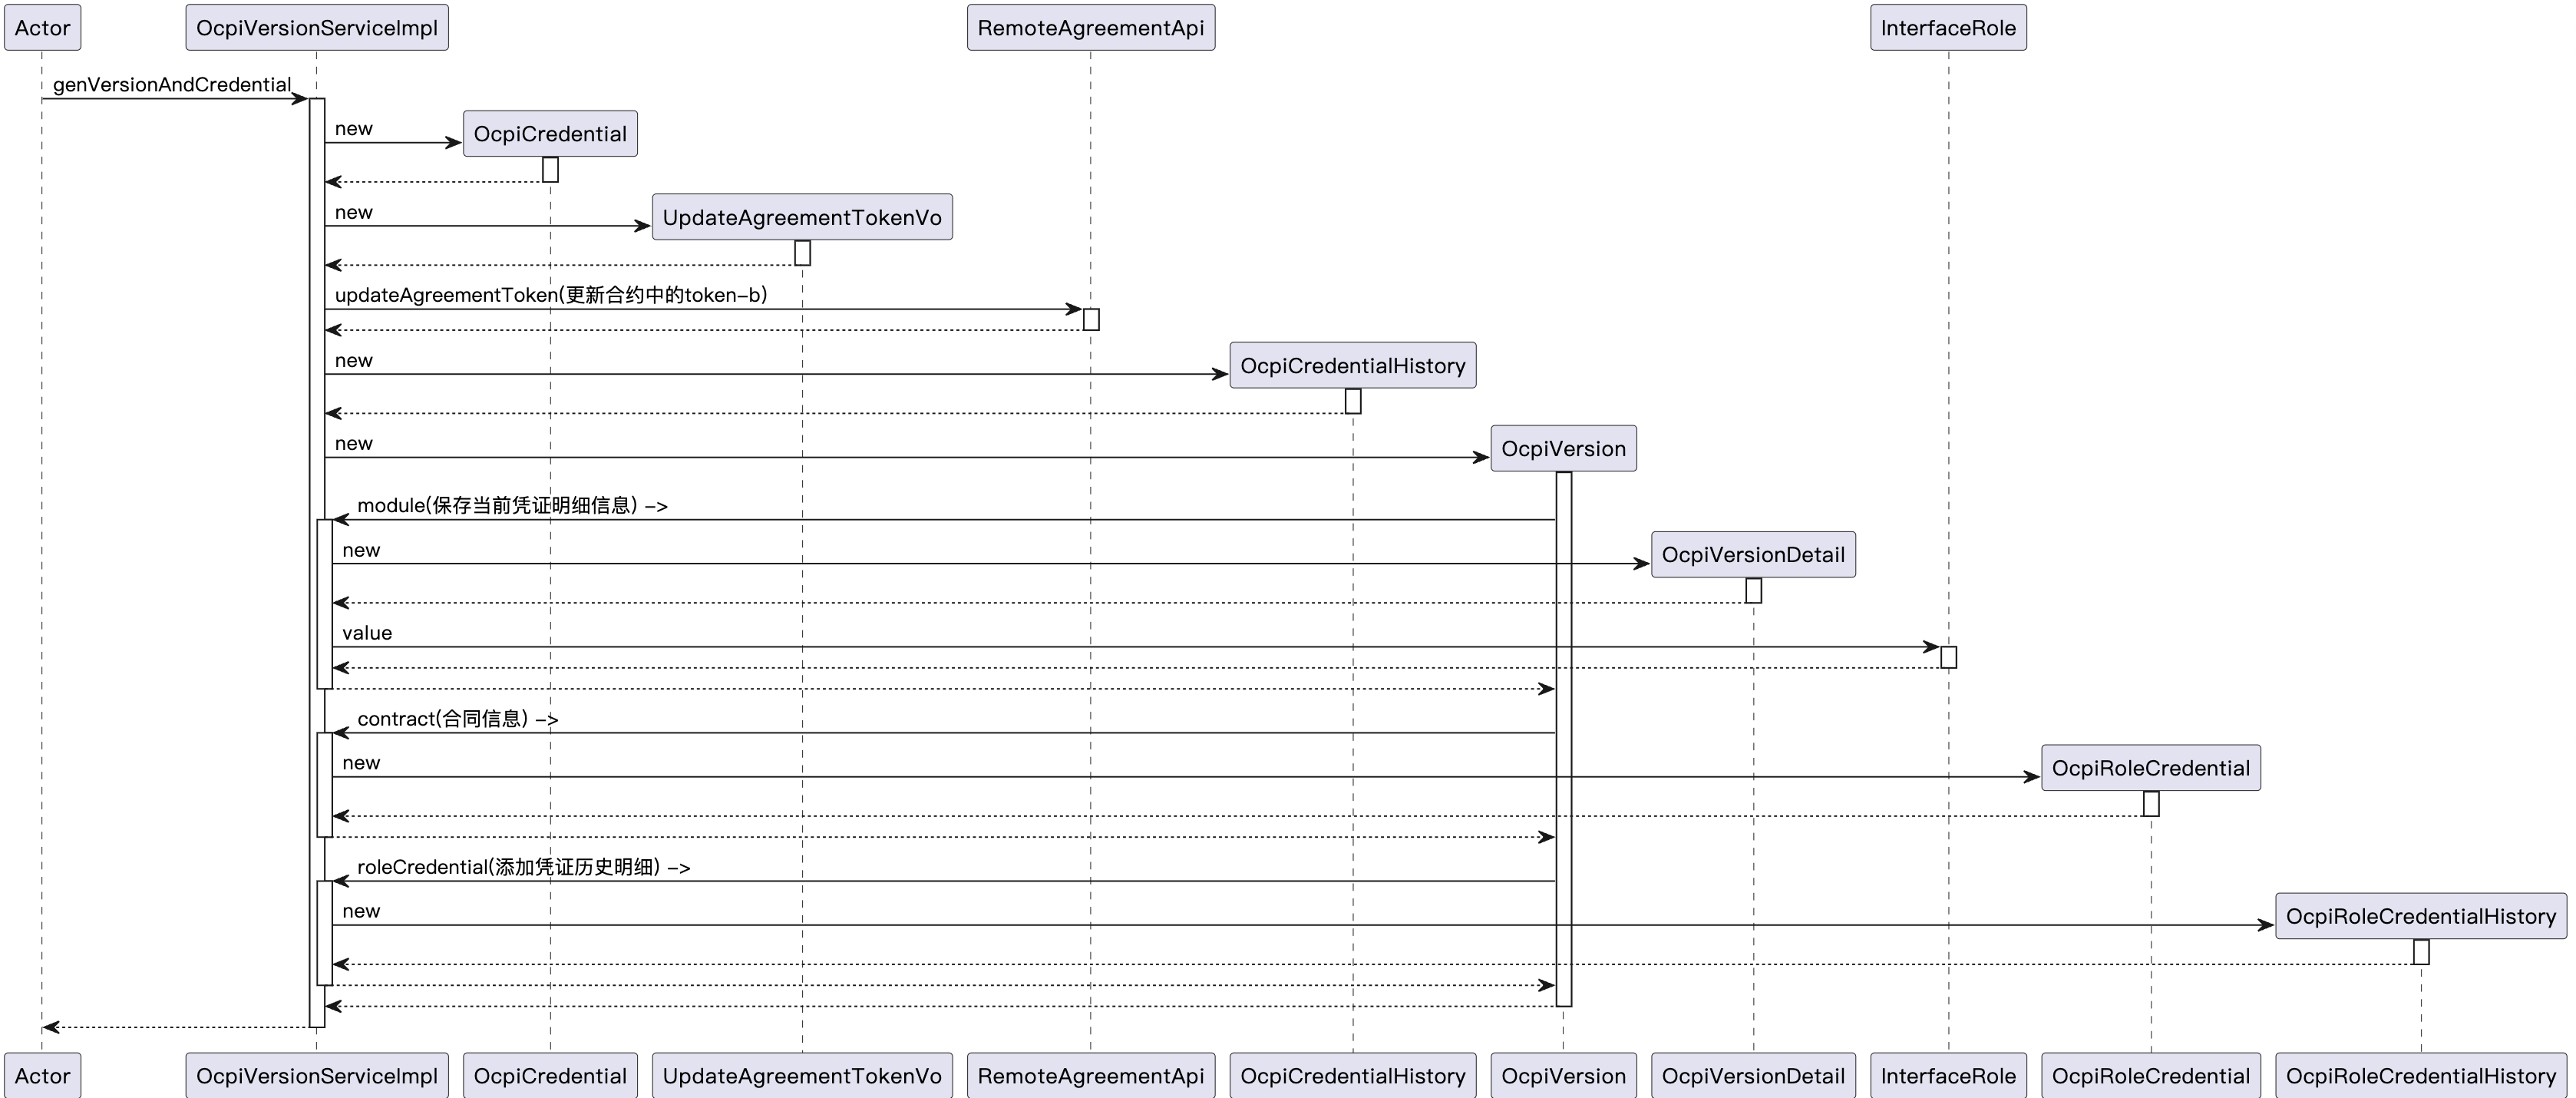 Actor
OcpiVersionServiceImpl
RemoteAgreementApi
InterfaceRole
genVersionAndCredential
new
OcpiCredential
new
UpdateAgreementTokenVo
updateAgreementToken(更新合约中的token-b)
new
OcpiCredentialHistory
new
OcpiVersion
module(保存当前凭证明细信息) ->
new
OcpiVersionDetail
value
contract(合同信息) ->
new
OcpiRoleCredential
roleCredential(添加凭证历史明细) ->
new
OcpiRoleCredentialHistory
Actor
OcpiVersionServiceImpl
OcpiCredential
UpdateAgreementTokenVo
RemoteAgreementApi
OcpiCredentialHistory
OcpiVersion
OcpiVersionDetail
InterfaceRole
OcpiRoleCredential
OcpiRoleCredentialHistory